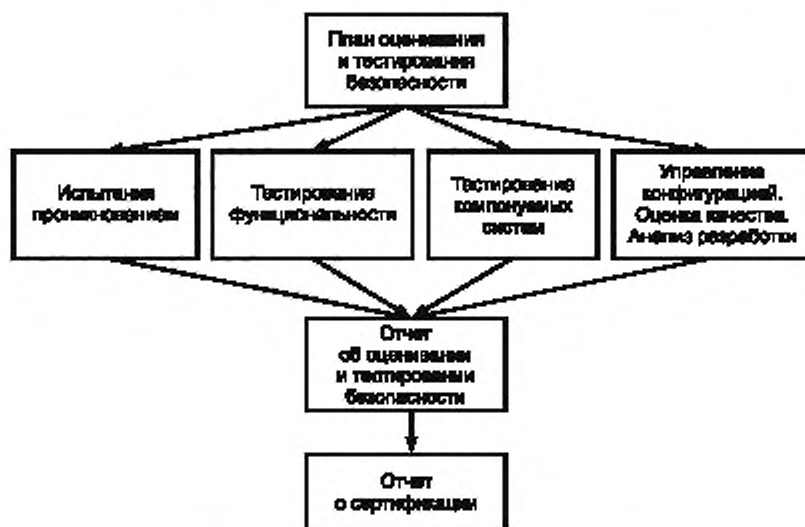 План оценивания
и тестирования
безопасности
Испытания
проникновением
Тестирование
функциональности
Тестирование
компонуемых
систем
Управление
конфигурацией.
Оценка качества.
Анализ разработки
Отчет
об оценивании
и тестировании
безопасности
Отчет
о сертификации